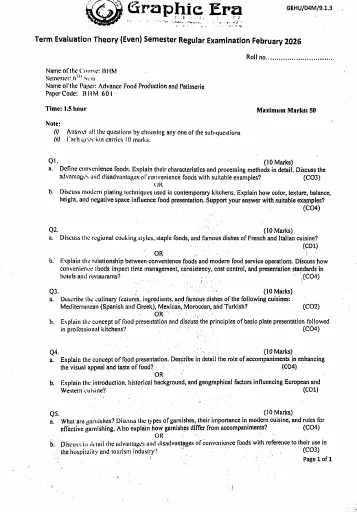 Graphic Era
GEHU/04M/9.1.3
Term Evaluation Theory (Even) Semester Regular Examination February 2026
Roll no.............................
Name of the Course: BHM
Semester: 6TH Sem
Name of the Paper: Advance Food Production and Patisserie
Paper Code: BHM 601
Time: 1.5 hour
Maximum Marks: 50
Note:
(i) Answer all the questions by choosing any one of the sub-questions
(ii) Each question carries 10 marks.
Q1. (10 Marks)
a. Define convenience foods. Explain their characteristics and processing methods in detail. Discuss the
advantages and disadvantages of convenience foods with suitable examples? (CO3)
OR
b. Discuss modern plating techniques used in contemporary kitchens. Explain how color, texture, balance,
height, and negative space influence food presentation. Support your answer with suitable examples?
(CO4)
Q2. (10 Marks)
a. Discuss the regional cooking styles, staple foods, and famous dishes of French and Italian cuisine?
(CO1)
OR
b. Explain the relationship between convenience foods and modern food service operations. Discuss how
convenience foods impact time management, consistency, cost control, and presentation standards in
hotels and restaurants? (CO4)
Q3. (10 Marks)
a. Describe the culinary features, ingredients, and famous dishes of the following cuisines:
Mediterranean (Spanish and Greek), Mexican, Moroccan, and Turkish? (CO2)
OR
b. Explain the concept of food presentation and discuss the principles of basic plate presentation followed
in professional kitchens? (CO4)
Q4. (10 Marks)
a. Explain the concept of food presentation. Describe in detail the role of accompaniments in enhancing
the visual appeal and taste of food? (CO4)
OR
b. Explain the introduction, historical background, and geographical factors influencing European and
Western cuisine? (CO1)
Q5. (10 Marks)
a. What are garnishes? Discuss the types of garnishes, their importance in modern cuisine, and rules for
effective garnishing. Also explain how garnishes differ from accompaniments? (CO4)
OR
b. Discuss in detail the advantages and disadvantages of convenience foods with reference to their use in
the hospitality and tourism industry? (CO3)
Page 1 of 1